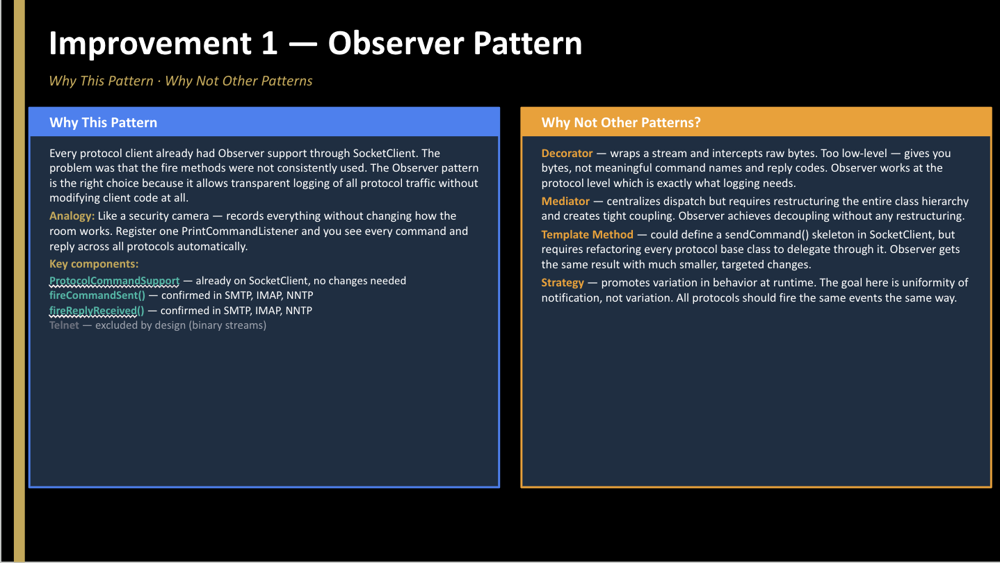 Improvement 1 — Observer Pattern
Why This Pattern · Why Not Other Patterns
Why This Pattern
Every protocol client already had Observer support through SocketClient. The
problem was that the fire methods were not consistently used. The Observer pattern
is the right choice because it allows transparent logging of all protocol traffic without
modifying client code at all.
Analogy: Like a security camera — records everything without changing how the
room works. Register one PrintCommandListener and you see every command and
reply across all protocols automatically.
Key components:
ProtocolCommandSupport — already on SocketClient, no changes needed
fireCommandSent() — confirmed in SMTP, IMAP, NNTP
fireReplyReceived() — confirmed in SMTP, IMAP, NNTP
Telnet — excluded by design (binary streams)
Why Not Other Patterns?
Decorator — wraps a stream and intercepts raw bytes. Too low-level — gives you
bytes, not meaningful command names and reply codes. Observer works at the
protocol level which is exactly what logging needs.
Mediator — centralizes dispatch but requires restructuring the entire class hierarchy
and creates tight coupling. Observer achieves decoupling without any restructuring.
Template Method — could define a sendCommand() skeleton in SocketClient, but
requires refactoring every protocol base class to delegate through it. Observer gets
the same result with much smaller, targeted changes.
Strategy — promotes variation in behavior at runtime. The goal here is uniformity of
notification, not variation. All protocols should fire the same events the same way.